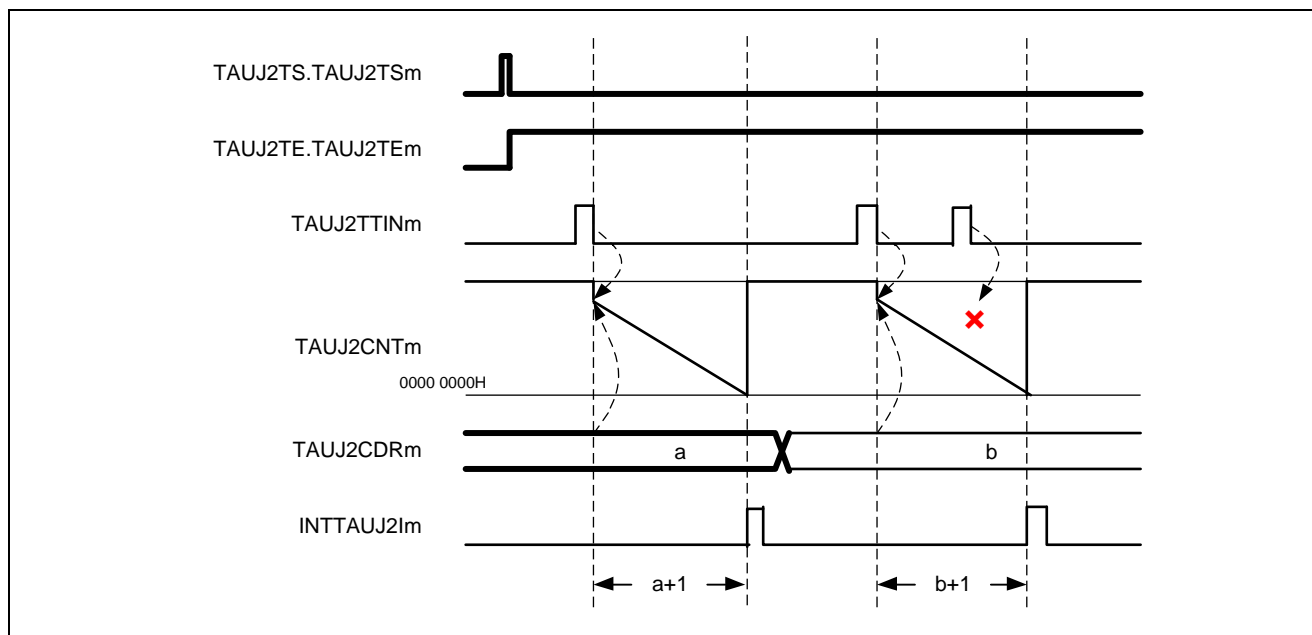 TAUJ2TS.TAUJ2TSm
TAUJ2TE.TAUJ2TEm
TAUJ2TTINm
TAUJ2CNTm
0000 0000H
TAUJ2CDRm
a
b
INTTAUJ2Im
a+1
b+1